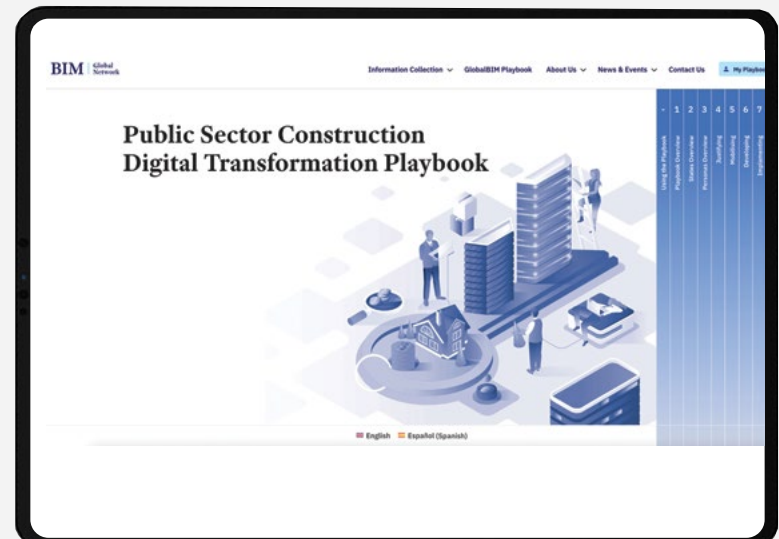 BIM Global
Network
Information Collection
GlobalBIM Playbook
About Us
News & Events
Contact Us
My Playbook
Public Sector Construction
Digital Transformation Playbook
-
1
2
3
4
5
6
7
Using the Playbook
Playbook Overview
States Overview
Personas Overview
Justifying
Mobilising
Developing
Implementing
English
Español (Spanish)